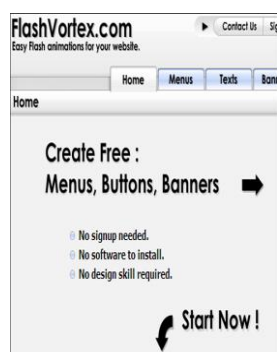 FlashVortex.com
Contact Us
Easy Flash animations for your website.
Home Menus Texts
Home
Create Free :
Menus, Buttons, Banners
No signup needed.
No software to install.
No design skill required.
Start Now !